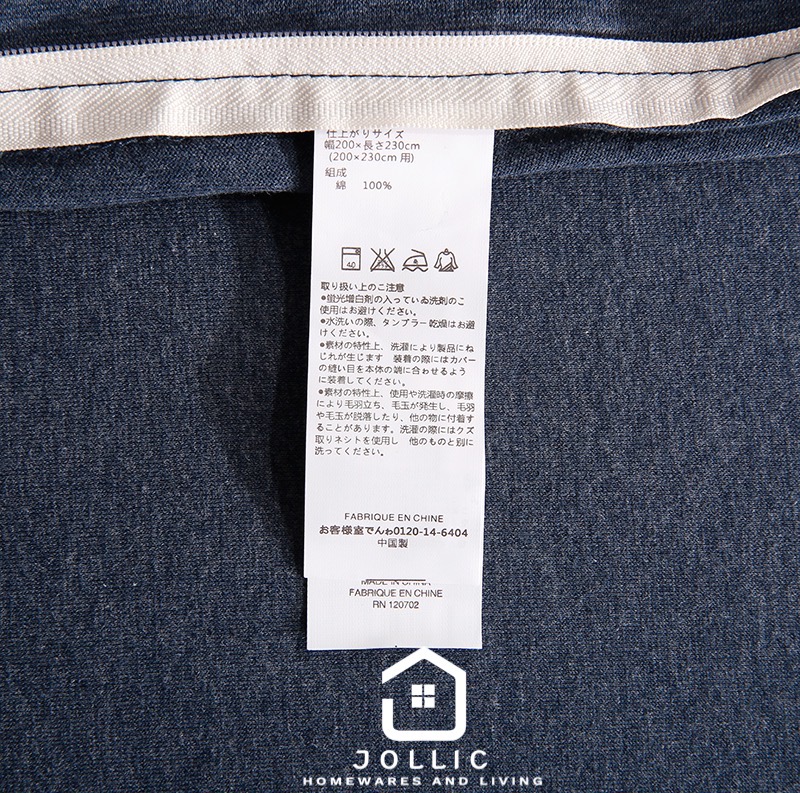 仕上がりサイズ
幅200×長さ230cm
(200×230cm 用)
組成
綿 100%
40
取り扱い上のご注意
●蛍光増白剤の入っている洗剤のご
使用はお避けください。
●水洗いの際、タンブラー乾燥はお避
けください。
●素材の特性上、洗濯により製品にね
じれが生じます 装着の際にはカバー
の縫い目を本体の端に合わせるよう
に装着してください。
●素材の特性上、使用や洗濯時の摩擦
により毛羽立ち、毛玉が発生し、毛羽
や毛玉が脱落したり、他の物に付着す
ることがあります。洗濯の際にはクズ
取りネシトを使用し 他のものと別に
洗ってください。
FABRIQUE EN CHINE
お客様室でんゎ0120-14-6404
中国製
MADE IN CHINA
FABRIQUE EN CHINE
RN 120702
JOLLIC
HOMEWARES AND LIVING